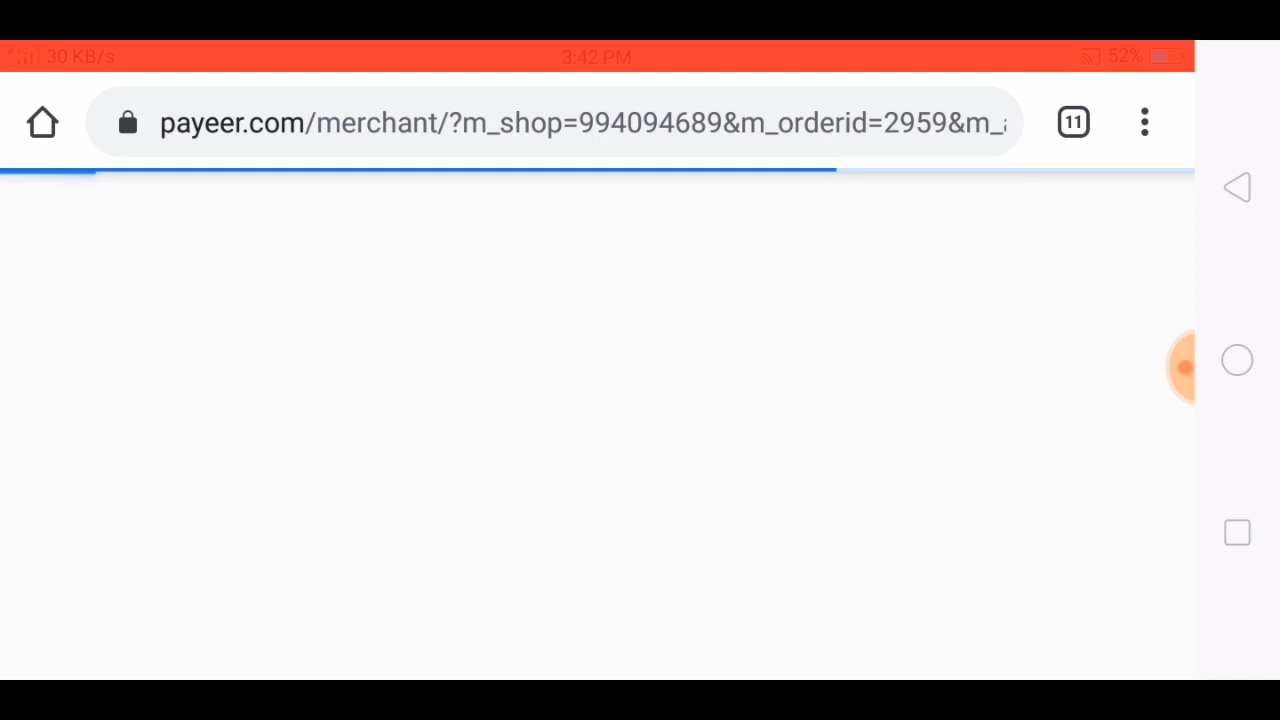 30 KB/s 3:42 PM 52%
payeer.com/merchant/?m_shop=994094689&m_orderid=2959&m_ 11